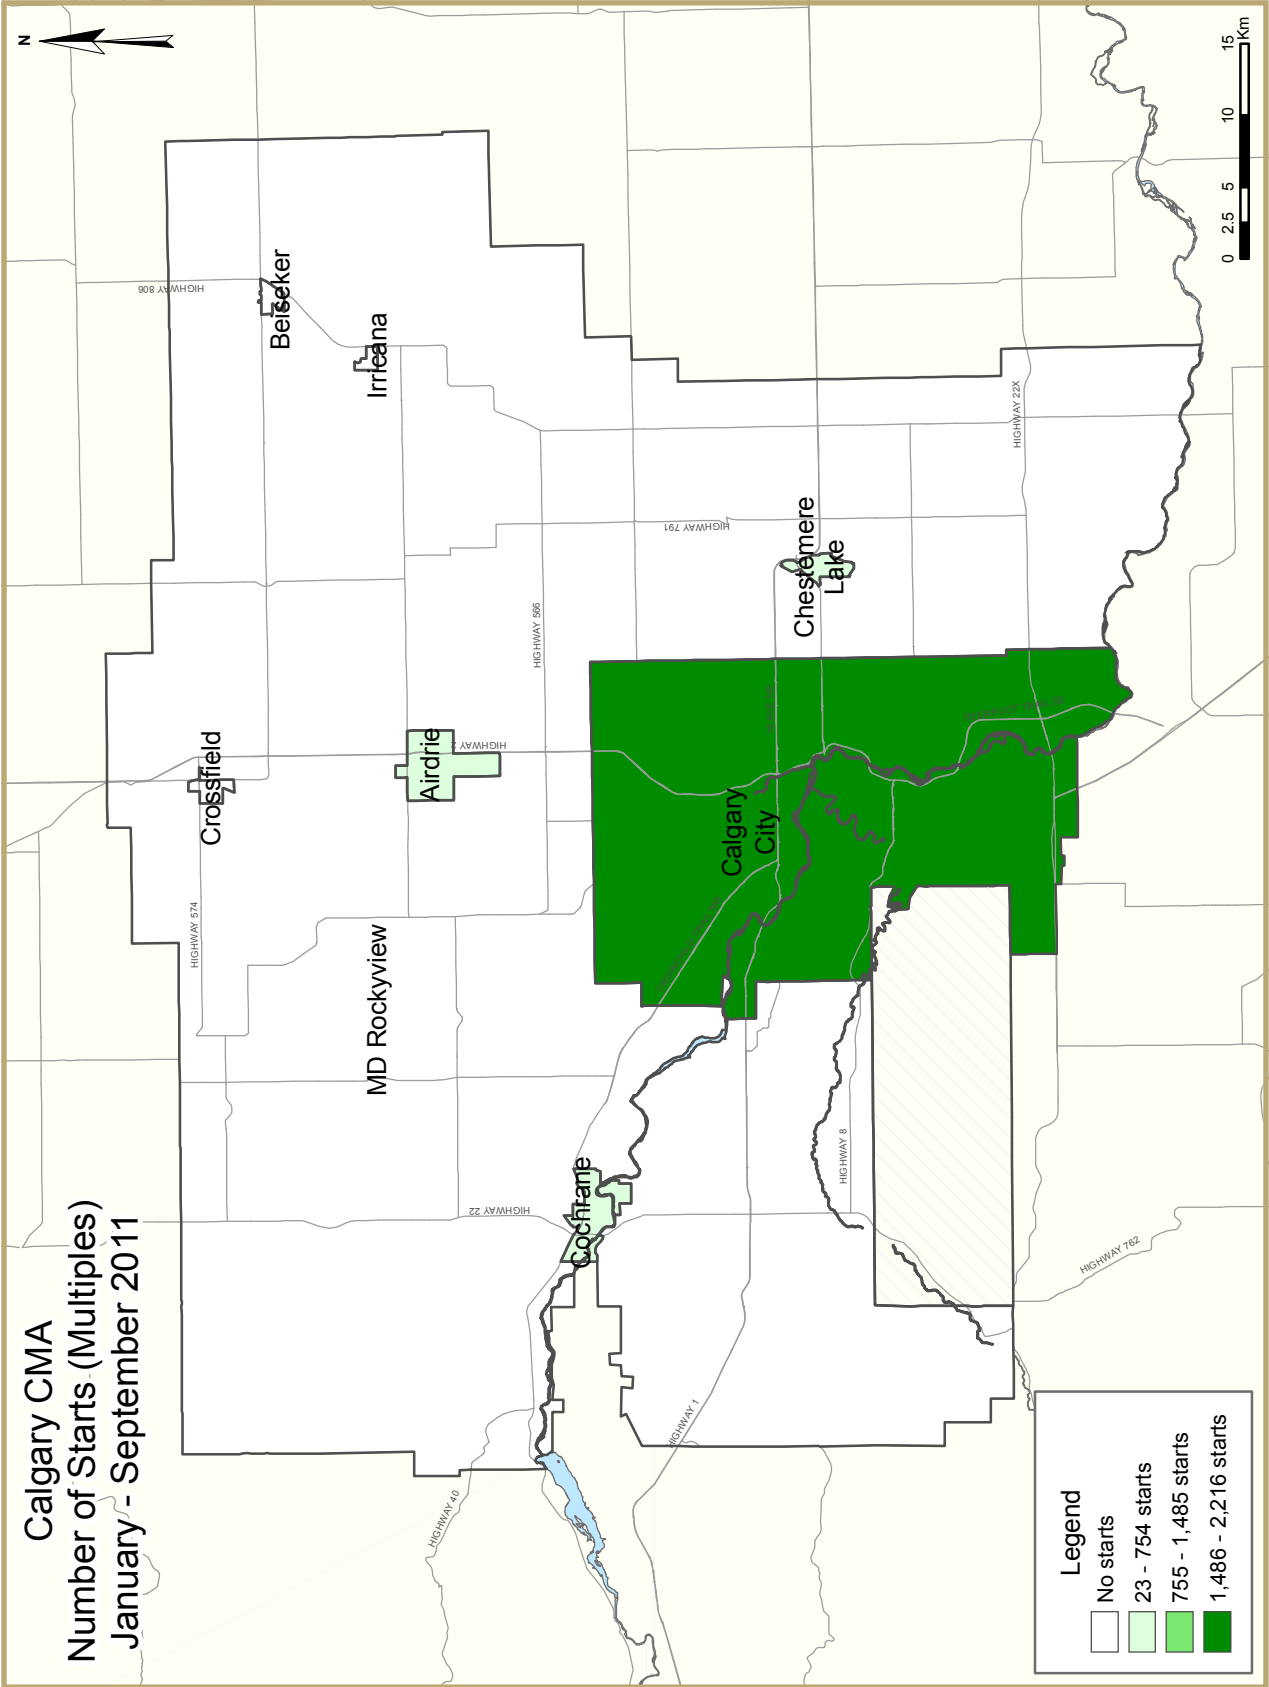 Calgary CMA
Number of Starts (Multiples)
January - September 2011
N
HIGHWAY 806
Beiseker
Irricana
Crossfield
HIGHWAY 574
Airdrie
HIGHWAY 2
HIGHWAY 566
MD Rockyview
HIGHWAY 791
HIGHWAY 22X
Chestemere
Lake
Calgary
City
Cochrane
HIGHWAY 22
HIGHWAY 8
HIGHWAY 762
HIGHWAY 1
HIGHWAY 40
Legend
No starts
23 - 754 starts
755 - 1,485 starts
1,486 - 2,216 starts
0 2.5 5 10 15
Km